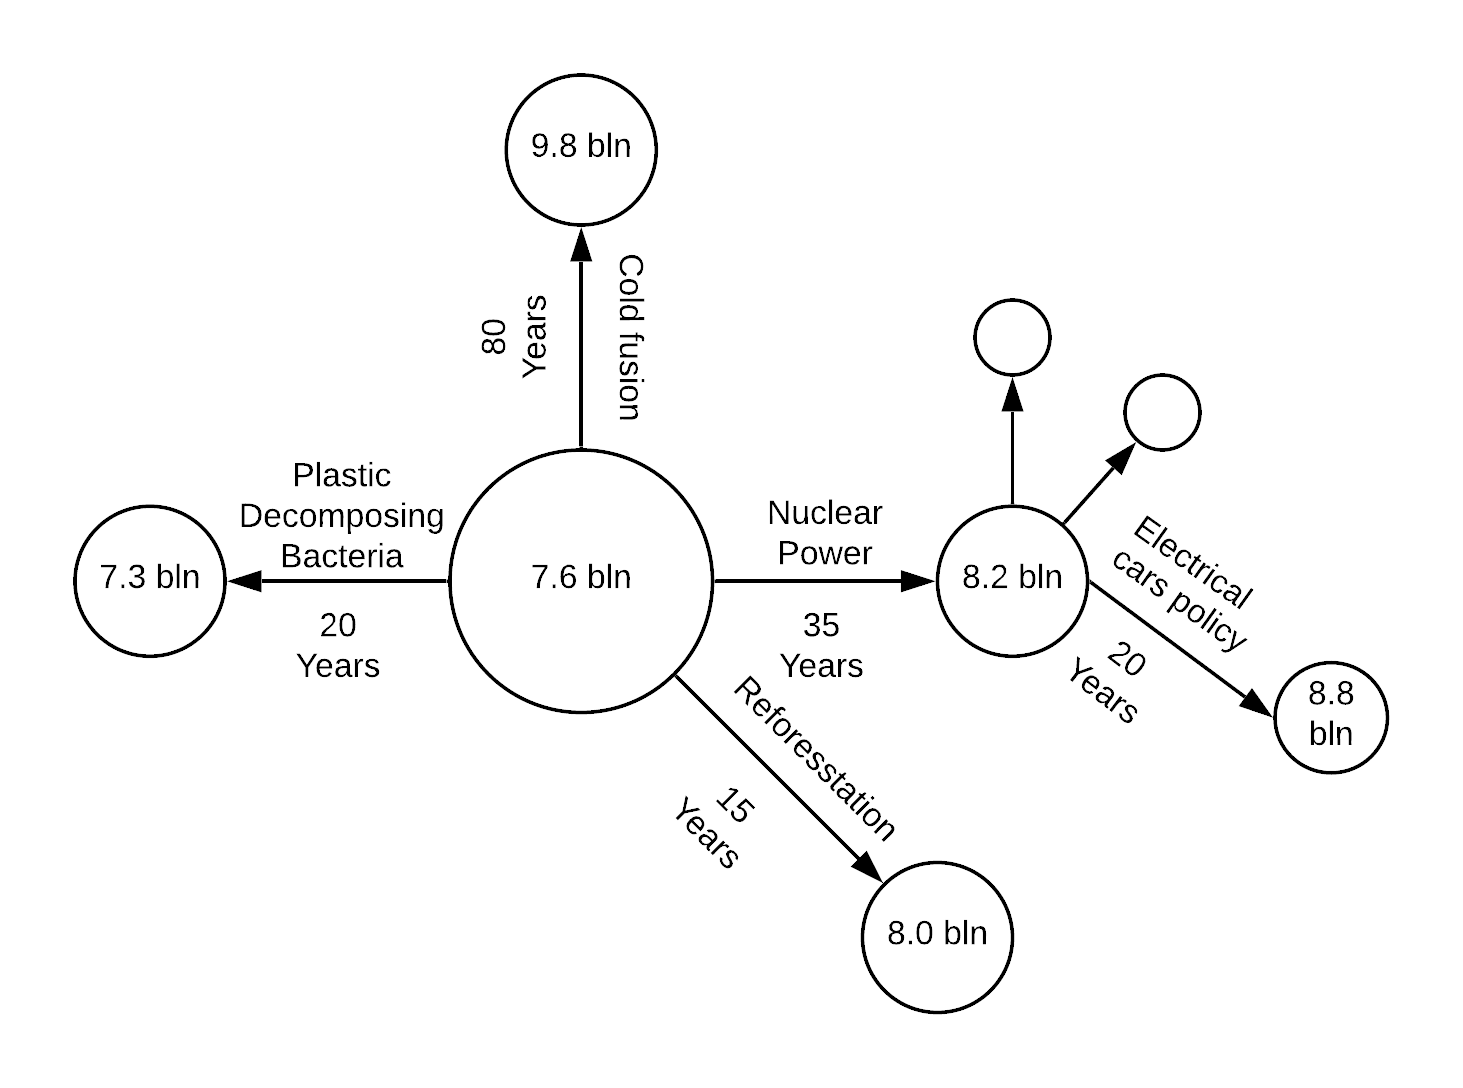 9.8 bln
80
Years
Cold fusion
Plastic
Decomposing
Bacteria
7.3 bln
20
Years
7.6 bln
Nuclear
Power
35
Years
8.2 bln
Electrical
cars policy
20
Years
8.8
bln
Reforesstation
15
Years
8.0 bln